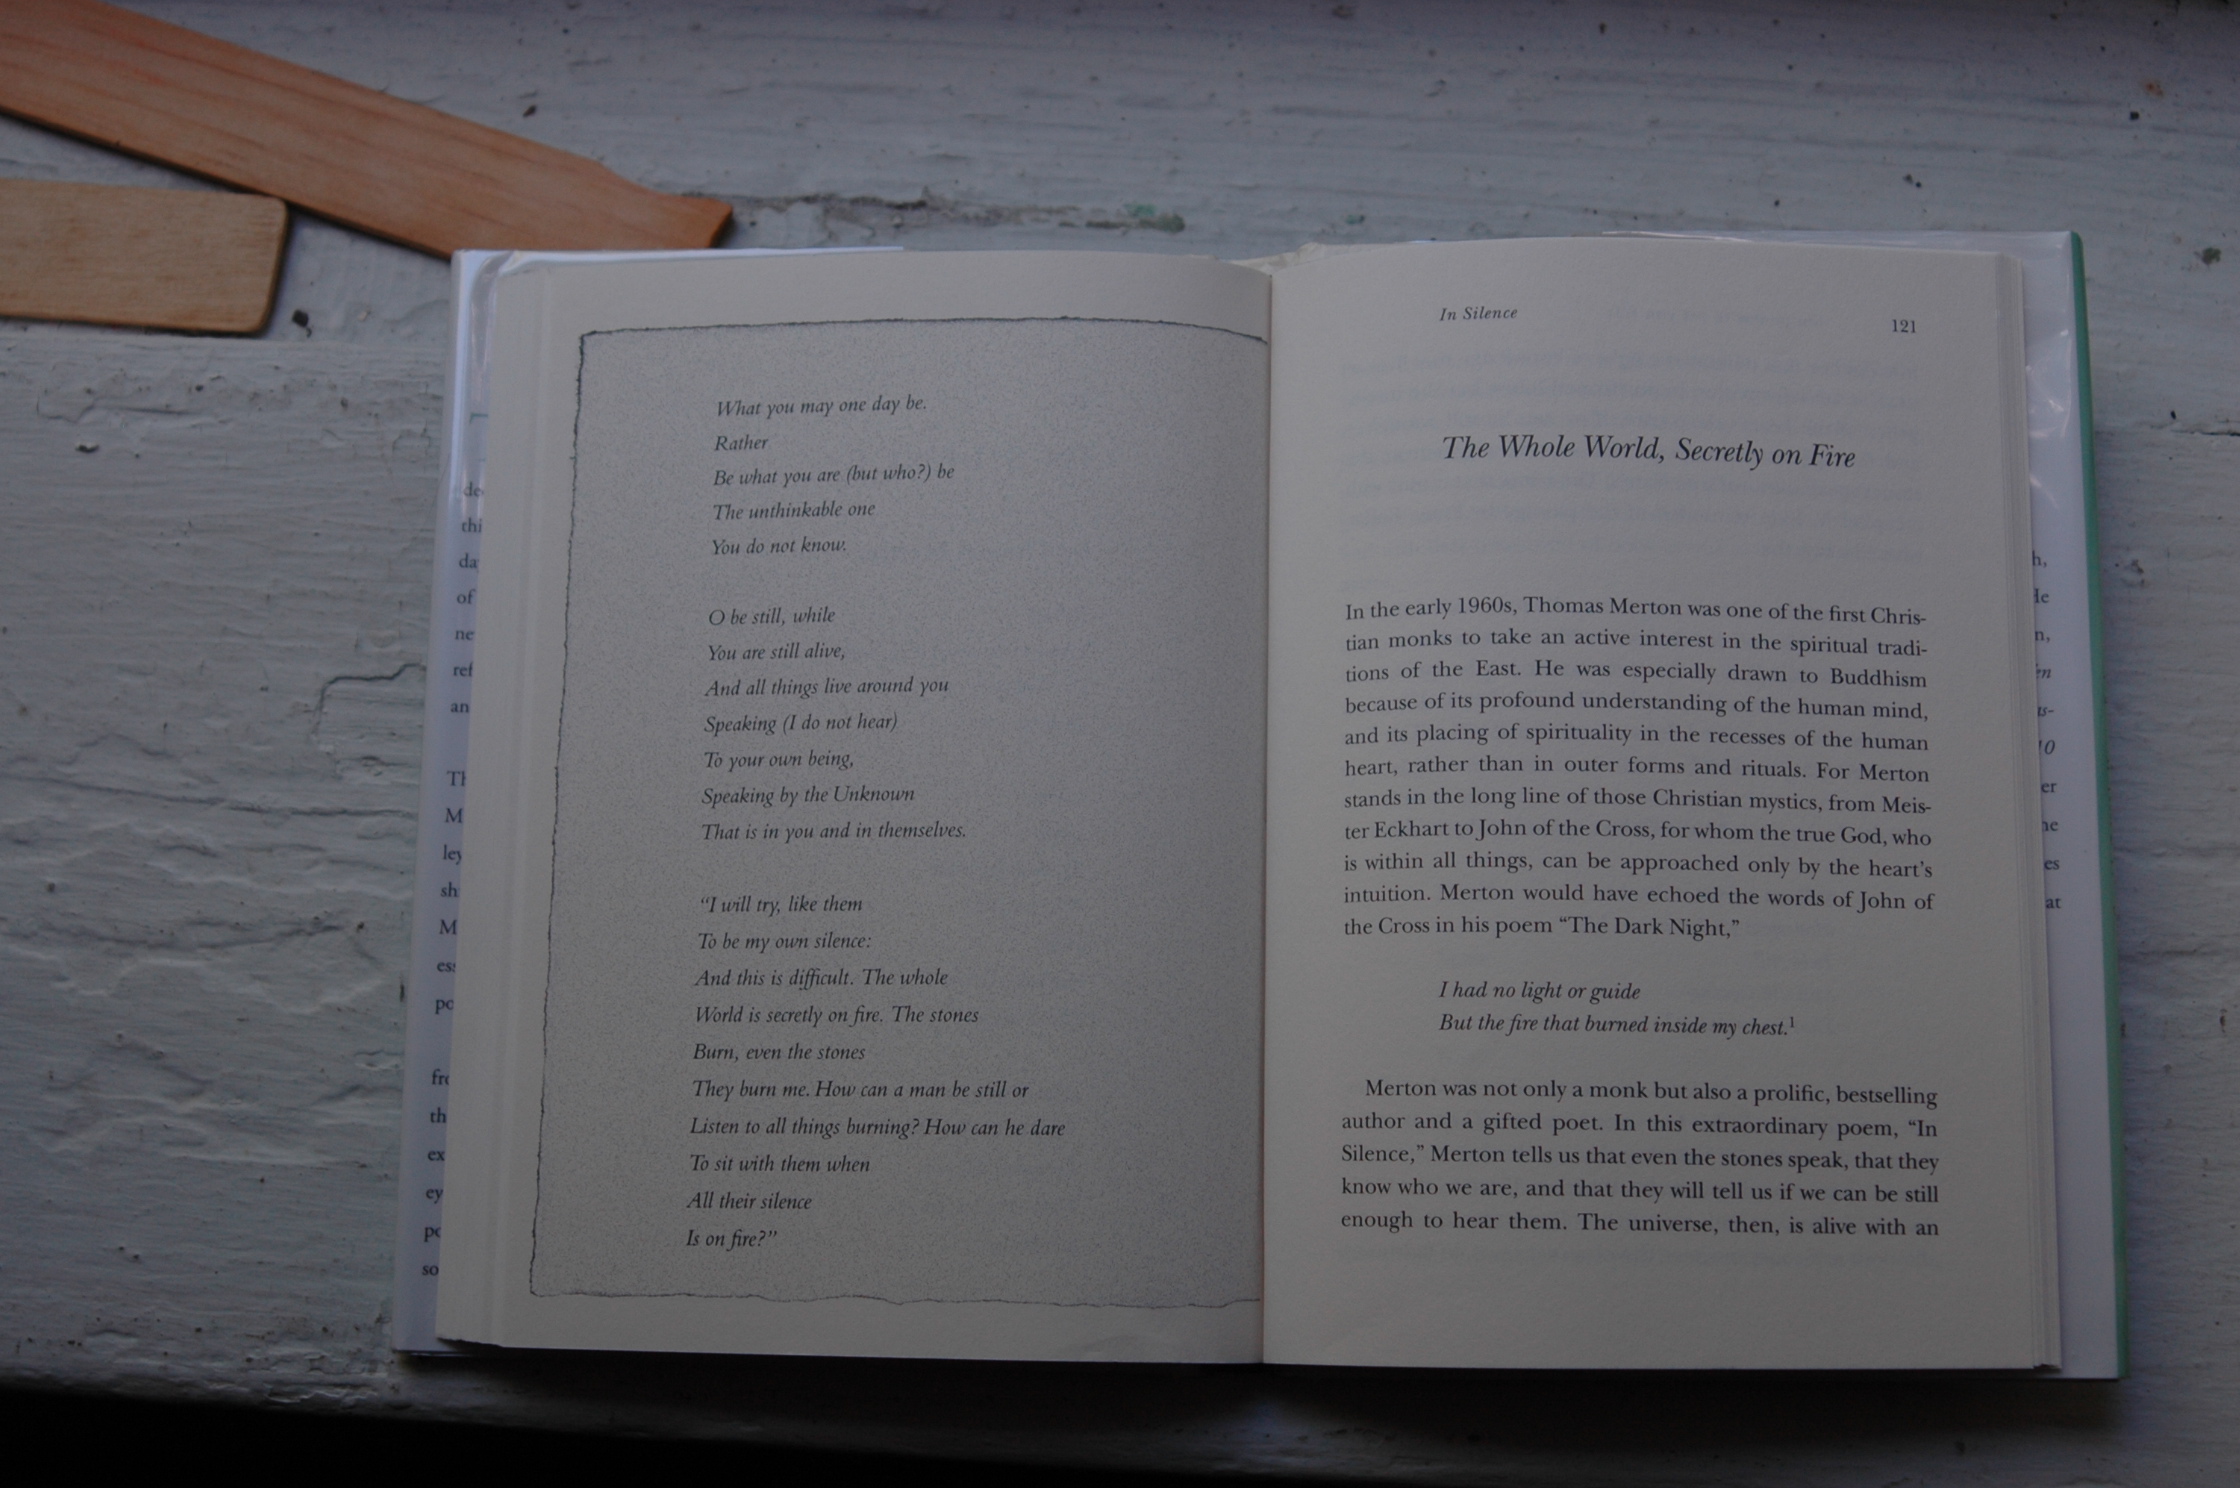 What you may one day be.
Rather
Be what you are (but who?) be
The unthinkable one
You do not know.
O be still, while
You are still alive,
And all things live around you
Speaking (I do not hear)
To your own being,
Speaking by the Unknown
That is in you and in themselves.
“I will try, like them
To be my own silence:
And this is difficult. The whole
World is secretly on fire. The stones
Burn, even the stones
They burn me. How can a man be still or
Listen to all things burning? How can he dare
To sit with them when
All their silence
Is on fire?”
In Silence
121
The Whole World, Secretly on Fire
In the early 1960s, Thomas Merton was one of the first Chris-
tian monks to take an active interest in the spiritual tradi-
tions of the East. He was especially drawn to Buddhism
because of its profound understanding of the human mind,
and its placing of spirituality in the recesses of the human
heart, rather than in outer forms and rituals. For Merton
stands in the long line of those Christian mystics, from Meis-
ter Eckhart to John of the Cross, for whom the true God, who
is within all things, can be approached only by the heart’s
intuition. Merton would have echoed the words of John of
the Cross in his poem “The Dark Night,”
I had no light or guide
But the fire that burned inside my chest.¹
Merton was not only a monk but also a prolific, bestselling
author and a gifted poet. In this extraordinary poem, “In
Silence,” Merton tells us that even the stones speak, that they
know who we are, and that they will tell us if we can be still
enough to hear them. The universe, then, is alive with an